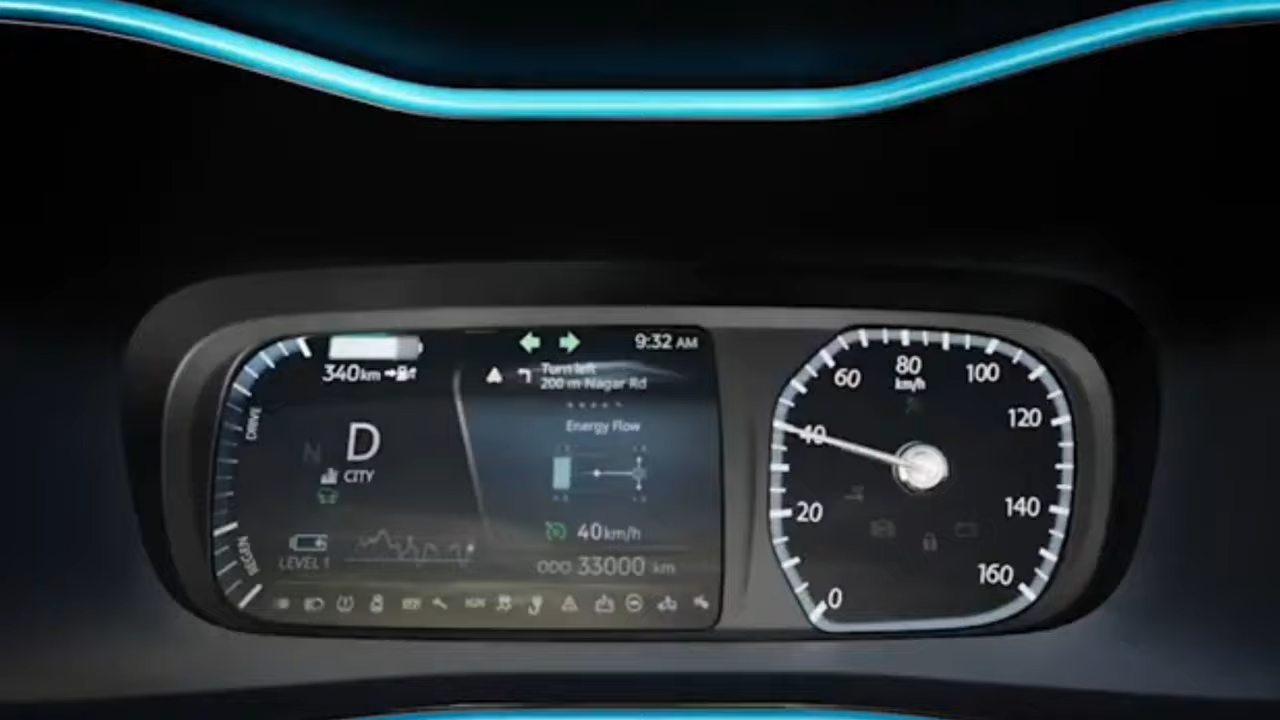 9:32 AM
340km
Turn left
200 m Nagar Rd
DRIVE
Energy Flow
N D
CITY
40km/h
REGEN
LEVEL 1
ODO 33000 km
0
20
40
60
80
km/h
100
120
140
160